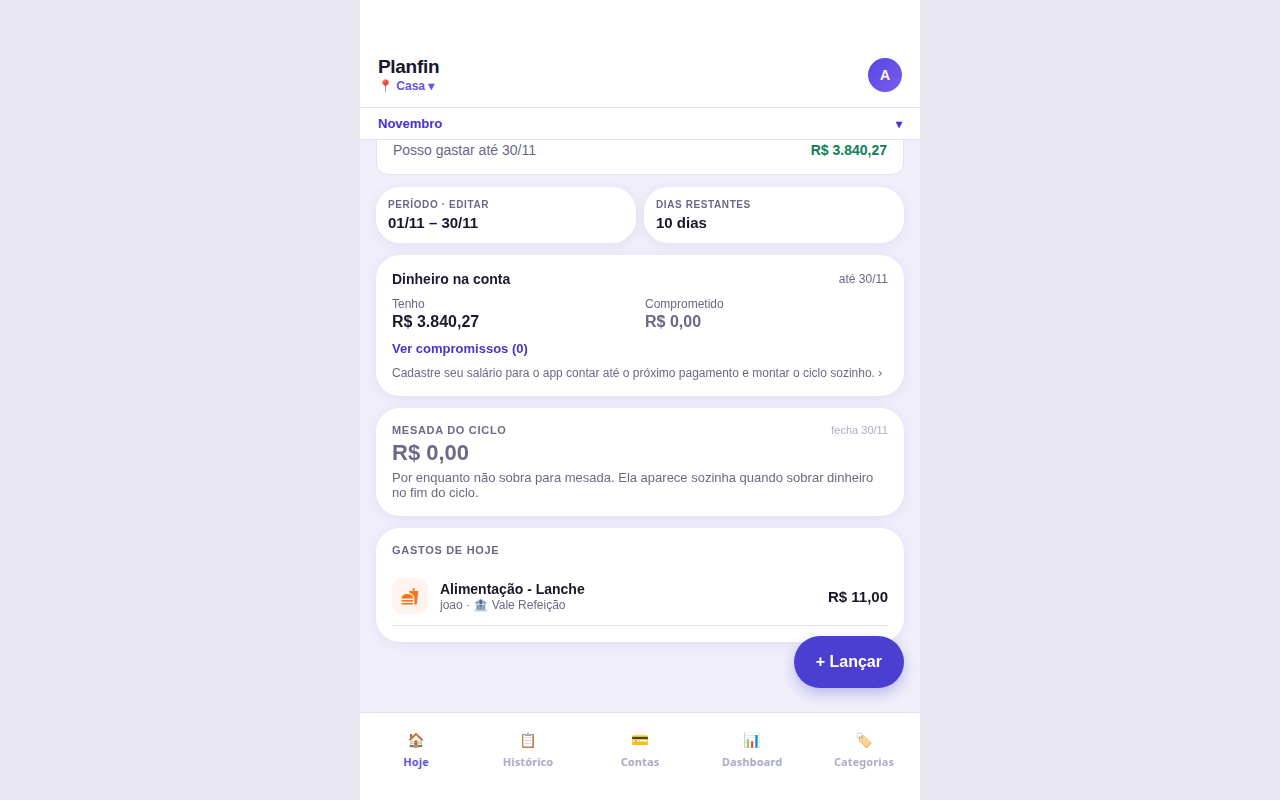 Planfin
📍 Casa ▾
A
Novembro ▾
Posso gastar até 30/11 R$ 3.840,27
PERÍODO · EDITAR
01/11 – 30/11
DIAS RESTANTES
10 dias
Dinheiro na conta até 30/11
Tenho Comprometido
R$ 3.840,27 R$ 0,00
Ver compromissos (0)
Cadastre seu salário para o app contar até o próximo pagamento e montar o ciclo sozinho. ›
MESADA DO CICLO fecha 30/11
R$ 0,00
Por enquanto não sobra para mesada. Ela aparece sozinha quando sobrar dinheiro
no fim do ciclo.
GASTOS DE HOJE
Alimentação - Lanche R$ 11,00
joao · 🏦 Vale Refeição
+ Lançar
Hoje Histórico Contas Dashboard Categorias